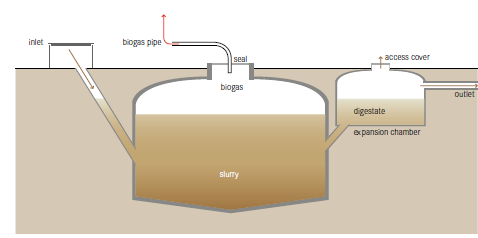 inlet
biogas pipe
seal
access cover
biogas
outlet
digestate
expansion chamber
slurry